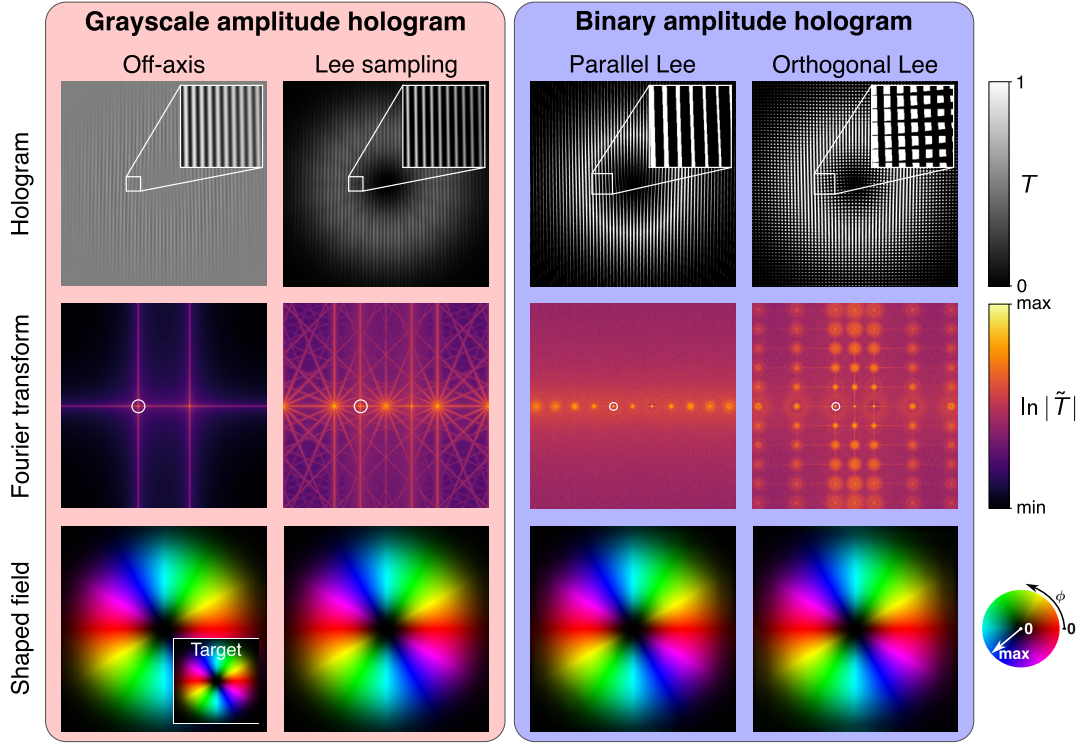 Grayscale amplitude hologram
Binary amplitude hologram
Off-axis
Lee sampling
Parallel Lee
Orthogonal Lee
Hologram
1
T
0
Fourier transform
max
ln |T̃|
min
Shaped field
Target
ϕ
0
0
max